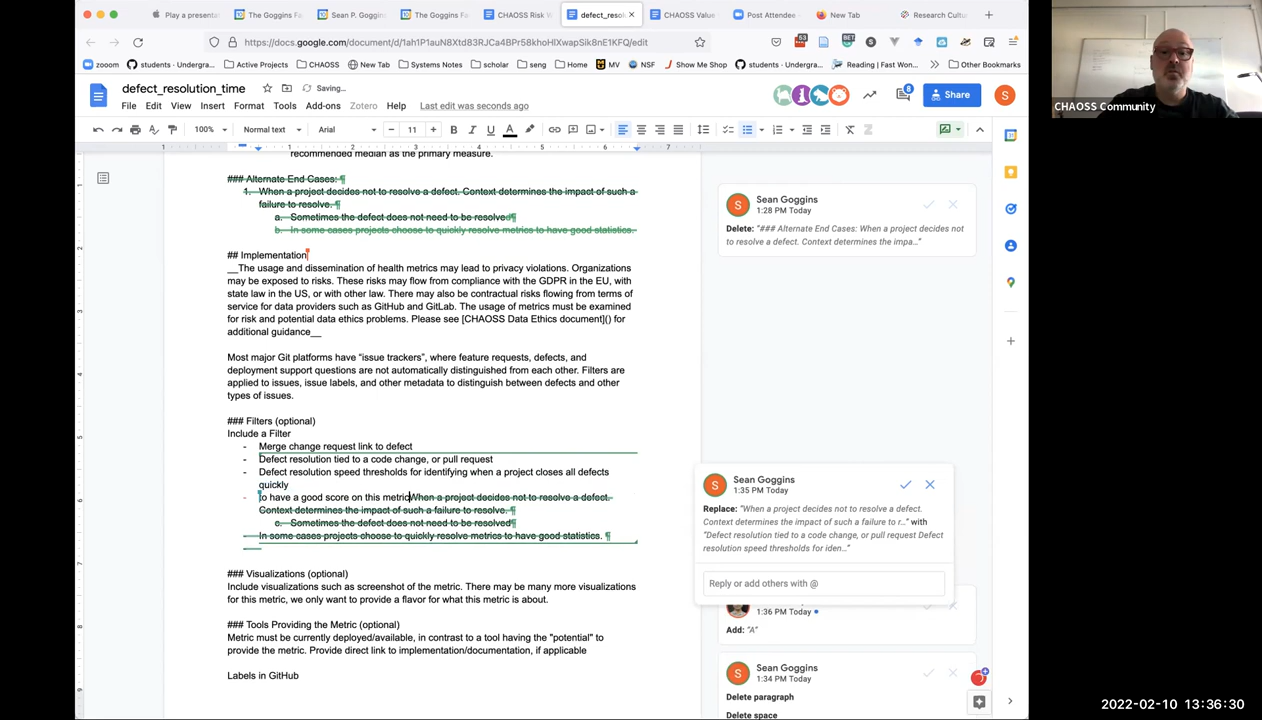 Play a presenta
The Goggins Fa
Sean P. Goggins
The Goggins Fa
CHAOSS Risk W
defect_resol
CHAOSS Value
Post Attendee
New Tab
Research Cultu
https://docs.google.com/document/d/1ah1P1auN8Xtd83RJCa4BPr58khoHIXwapSik8nE1KFQ/edit
53
zooom
students · Undergra...
Active Projects
CHAOSS
New Tab
Systems Notes
scholar
seng
Home
MV
NSF
Show Me Shop
students · Undergra...
Reading | Fast Won...
Other Bookmarks
defect_resolution_time
Saving...
File Edit View Insert Format Tools Add-ons Zotero Help
Last edit was seconds ago
8
Share
S
100%
Normal text
Arial
11
recommended median as the primary measure.
### Alternate End Cases: ¶
1. When a project decides not to resolve a defect. Context determines the impact of such a
failure to resolve. ¶
a. Sometimes the defect does not need to be resolved¶
b. In some cases projects choose to quickly resolve metrics to have good statistics.
## Implementation
__The usage and dissemination of health metrics may lead to privacy violations. Organizations
may be exposed to risks. These risks may flow from compliance with the GDPR in the EU, with
state law in the US, or with other law. There may also be contractual risks flowing from terms of
service for data providers such as GitHub and GitLab. The usage of metrics must be examined
for risk and potential data ethics problems. Please see [CHAOSS Data Ethics document]() for
additional guidance__
Most major Git platforms have “issue trackers”, where feature requests, defects, and
deployment support questions are not automatically distinguished from each other. Filters are
applied to issues, issue labels, and other metadata to distinguish between defects and other
types of issues.
### Filters (optional)
Include a Filter
- Merge change request link to defect
- Defect resolution tied to a code change, or pull request
- Defect resolution speed thresholds for identifying when a project closes all defects
quickly
- to have a good score on this metricWhen a project decides not to resolve a defect.
Context determines the impact of such a failure to resolve. ¶
c. Sometimes the defect does not need to be resolved¶
- In some cases projects choose to quickly resolve metrics to have good statistics. ¶
### Visualizations (optional)
Include visualizations such as screenshot of the metric. There may be many more visualizations
for this metric, we only want to provide a flavor for what this metric is about.
### Tools Providing the Metric (optional)
Metric must be currently deployed/available, in contrast to a tool having the "potential" to
provide the metric. Provide direct link to implementation/documentation, if applicable
Labels in GitHub
S
Sean Goggins
1:28 PM Today
Delete: “### Alternate End Cases: When a project decides not
to resolve a defect. Context determines the impa...”
S
Sean Goggins
1:35 PM Today
Replace: “When a project decides not to resolve a defect.
Context determines the impact of such a failure to r...” with
“Defect resolution tied to a code change, or pull request Defect
resolution speed thresholds for iden...”
Reply or add others with @
1:36 PM Today
Add: “A”
S
Sean Goggins
1:34 PM Today
Delete paragraph
Delete space
CHAOSS Community
2022-02-10 13:36:30